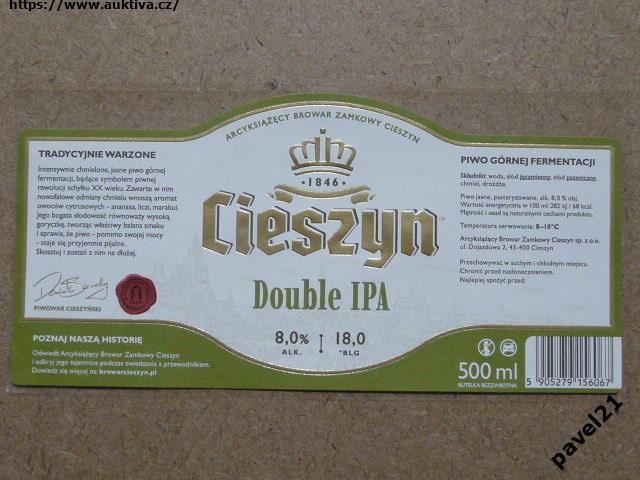 https://www.auktiva.cz/
ARCYKSIĄŻĘCY BROWAR ZAMKOWY CIESZYN
TRADYCYJNIE WARZONE
Intensywnie chmielone, jasne piwo górnej
fermentacji, będące symbolem piwnej
rewolucji schyłku XX wieku. Zawarte w nim
nowofalowe odmiany chmielu wnoszą aromat
owoców cytrusowych - ananasa, liczi, marakui.
Jego bogata słodowość równoważy wysoką
goryczkę, tworząc właściwy balans smaku
i sprawia, że piwo - pomimo swojej mocy
- staje się przyjemnie pijalne.
Skosztuj i zostań z nim na dłużej.
PIWOWAR CIESZYŃSKI
POZNAJ NASZĄ HISTORIĘ
Odwiedź Arcyksiążęcy Browar Zamkowy Cieszyn
i odkryj jego tajemnice podczas zwiedzania z przewodnikiem.
Dowiedz się więcej na: browarcieszyn.pl
·1846·
Cieszyn
Double IPA
8,0% 18,0
ALK. °BLG
PIWO GÓRNEJ FERMENTACJI
Składniki: woda, słód jęczmienny, słód pszeniczny,
chmiel, drożdże.
Piwo jasne, pasteryzowane, alk. 8,0 % obj.
Wartość energetyczna w 100 ml: 282 kJ / 68 kcal.
Mętność i osad są naturalnymi cechami produktu.
Temperatura serwowania: 8–10°C
Arcyksiążęcy Browar Zamkowy Cieszyn sp. z o.o.
ul. Dojazdowa 2, 43-400 Cieszyn
Przechowywać w suchym i chłodnym miejscu.
Chronić przed nasłonecznieniem.
Najlepiej spożyć przed:
500 ml
BUTELKA BEZZWROTNA
5 905279 156067
pavel21